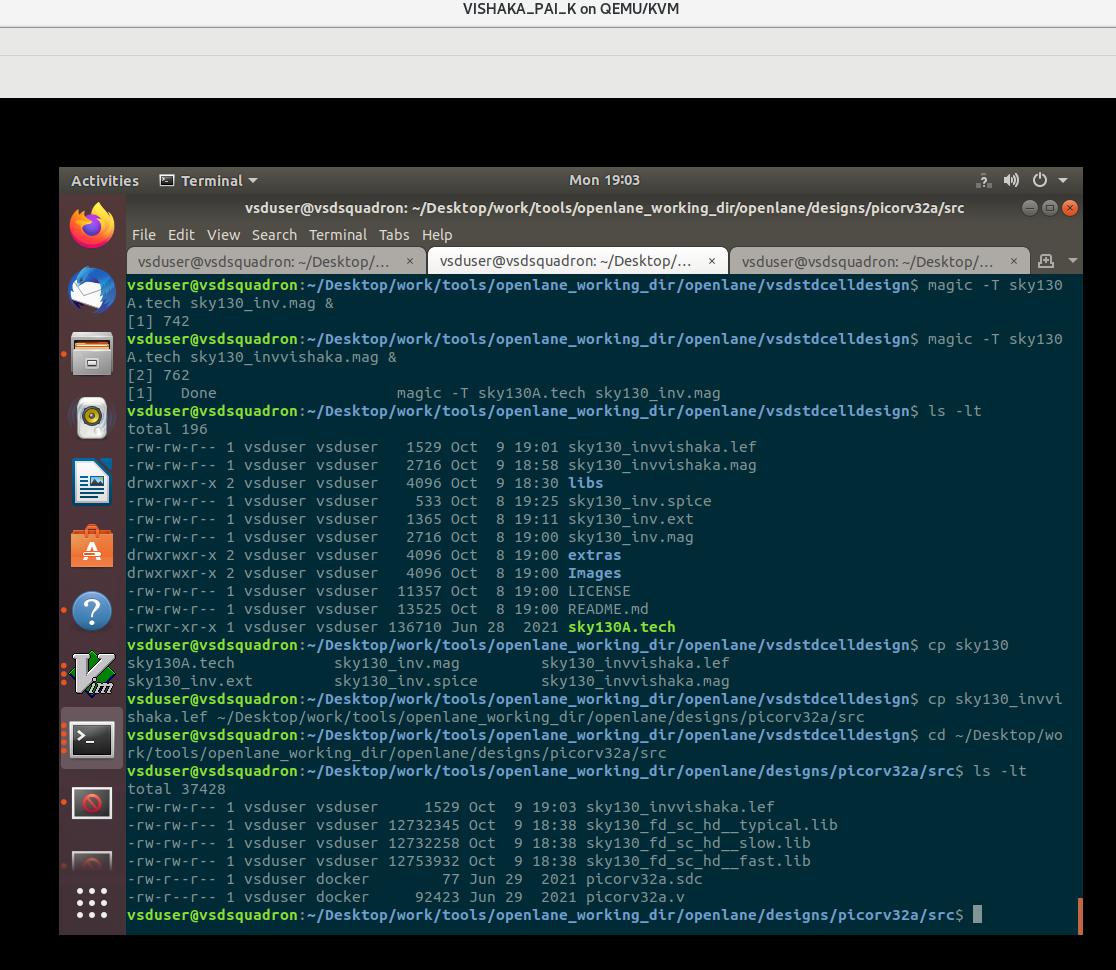 VISHAKA_PAI_K on QEMU/KVM
Activities Terminal Mon 19:03
vsduser@vsdsquadron: ~/Desktop/work/tools/openlane_working_dir/openlane/designs/picorv32a/src
File Edit View Search Terminal Tabs Help
vsduser@vsdsquadron: ~/Desktop/... × vsduser@vsdsquadron: ~/Desktop/... × vsduser@vsdsquadron: ~/Desktop/... ×
vsduser@vsdsquadron:~/Desktop/work/tools/openlane_working_dir/openlane/vsdstdcelldesign$ magic -T sky130
A.tech sky130_inv.mag &
[1] 742
vsduser@vsdsquadron:~/Desktop/work/tools/openlane_working_dir/openlane/vsdstdcelldesign$ magic -T sky130
A.tech sky130_invvishaka.mag &
[2] 762
[1]   Done                    magic -T sky130A.tech sky130_inv.mag
vsduser@vsdsquadron:~/Desktop/work/tools/openlane_working_dir/openlane/vsdstdcelldesign$ ls -lt
total 196
-rw-rw-r-- 1 vsduser vsduser   1529 Oct  9 19:01 sky130_invvishaka.lef
-rw-rw-r-- 1 vsduser vsduser   2716 Oct  9 18:58 sky130_invvishaka.mag
drwxrwxr-x 2 vsduser vsduser   4096 Oct  9 18:30 libs
-rw-rw-r-- 1 vsduser vsduser    533 Oct  8 19:25 sky130_inv.spice
-rw-rw-r-- 1 vsduser vsduser   1365 Oct  8 19:11 sky130_inv.ext
-rw-rw-r-- 1 vsduser vsduser   2716 Oct  8 19:00 sky130_inv.mag
drwxrwxr-x 2 vsduser vsduser   4096 Oct  8 19:00 extras
drwxrwxr-x 2 vsduser vsduser   4096 Oct  8 19:00 Images
-rw-rw-r-- 1 vsduser vsduser  11357 Oct  8 19:00 LICENSE
-rw-rw-r-- 1 vsduser vsduser  13525 Oct  8 19:00 README.md
-rwxr-xr-x 1 vsduser vsduser 136710 Jun 28  2021 sky130A.tech
vsduser@vsdsquadron:~/Desktop/work/tools/openlane_working_dir/openlane/vsdstdcelldesign$ cp sky130
sky130A.tech           sky130_inv.mag         sky130_invvishaka.lef
sky130_inv.ext         sky130_inv.spice       sky130_invvishaka.mag
vsduser@vsdsquadron:~/Desktop/work/tools/openlane_working_dir/openlane/vsdstdcelldesign$ cp sky130_invvi
shaka.lef ~/Desktop/work/tools/openlane_working_dir/openlane/designs/picorv32a/src
vsduser@vsdsquadron:~/Desktop/work/tools/openlane_working_dir/openlane/vsdstdcelldesign$ cd ~/Desktop/wo
rk/tools/openlane_working_dir/openlane/designs/picorv32a/src
vsduser@vsdsquadron:~/Desktop/work/tools/openlane_working_dir/openlane/designs/picorv32a/src$ ls -lt
total 37428
-rw-rw-r-- 1 vsduser vsduser     1529 Oct  9 19:03 sky130_invvishaka.lef
-rw-rw-r-- 1 vsduser vsduser 12732345 Oct  9 18:38 sky130_fd_sc_hd__typical.lib
-rw-rw-r-- 1 vsduser vsduser 12732258 Oct  9 18:38 sky130_fd_sc_hd__slow.lib
-rw-rw-r-- 1 vsduser vsduser 12753932 Oct  9 18:38 sky130_fd_sc_hd__fast.lib
-rw-r--r-- 1 vsduser docker        77 Jun 29  2021 picorv32a.sdc
-rw-r--r-- 1 vsduser docker     92423 Jun 29  2021 picorv32a.v
vsduser@vsdsquadron:~/Desktop/work/tools/openlane_working_dir/openlane/designs/picorv32a/src$